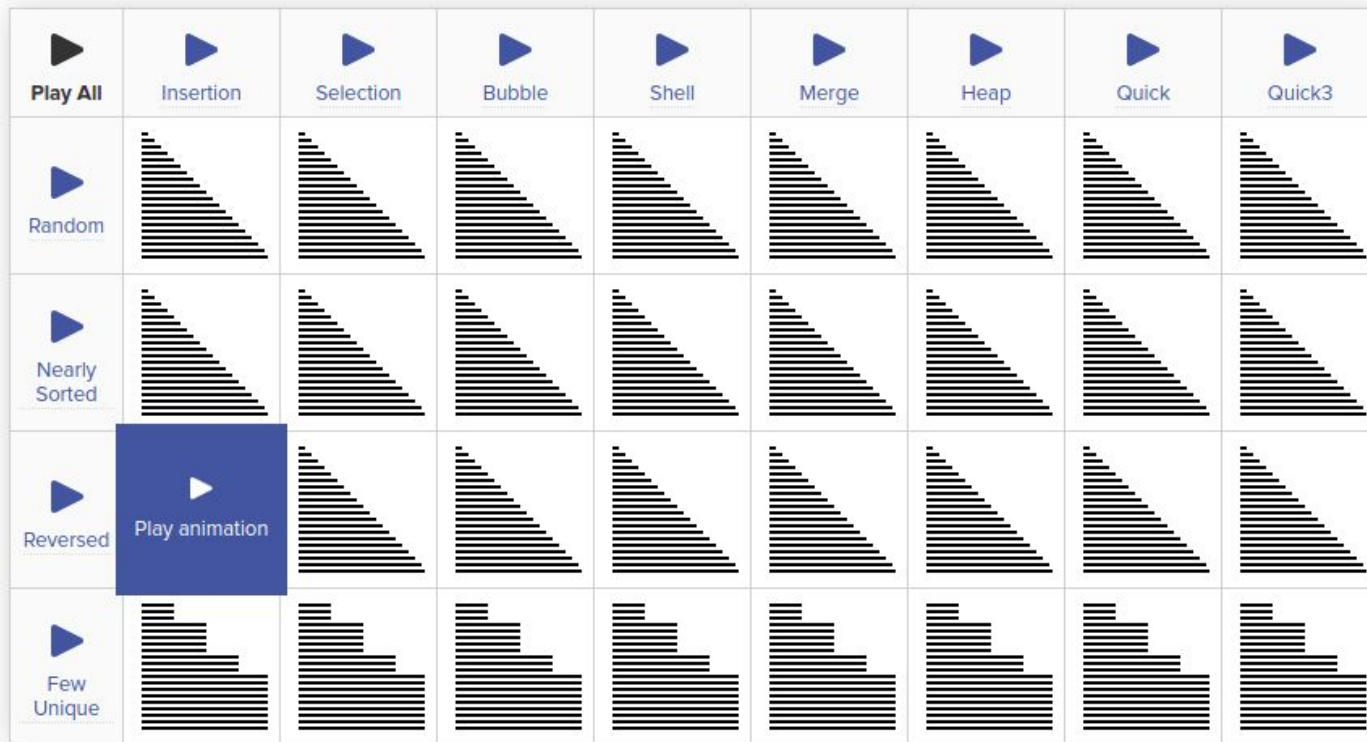 Play All
Insertion
Selection
Bubble
Shell
Merge
Heap
Quick
Quick3
Random
Nearly
Sorted
Reversed
Play animation
Few
Unique